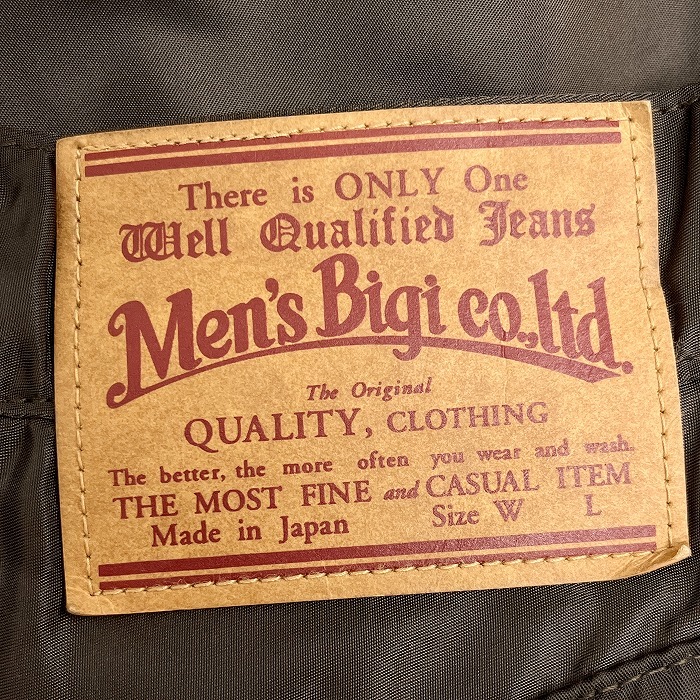 There is ONLY One
Well Qualified Jeans
Men's Bigi co.,ltd.
The Original
QUALITY, CLOTHING
The better, the more often you wear and wash.
THE MOST FINE and CASUAL ITEM
Made in Japan Size W L